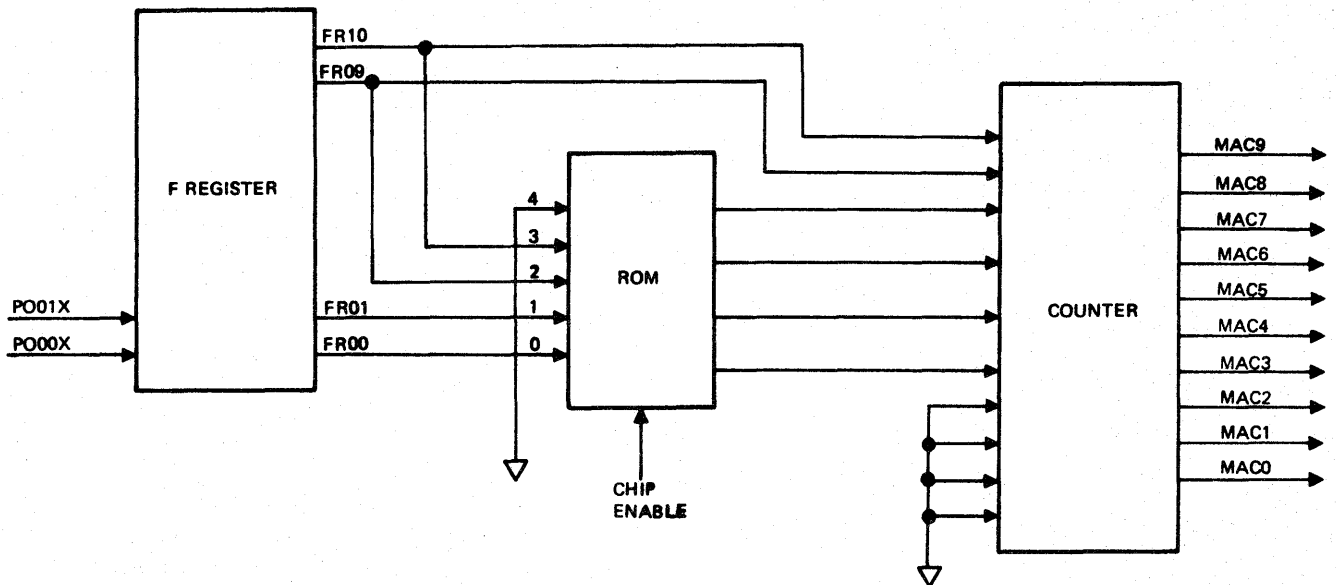 FR10
FR09
F REGISTER
PO01X
PO00X
FR01
FR00
4
3
2
1
0
ROM
CHIP
ENABLE
COUNTER
MAC9
MAC8
MAC7
MAC6
MAC5
MAC4
MAC3
MAC2
MAC1
MAC0